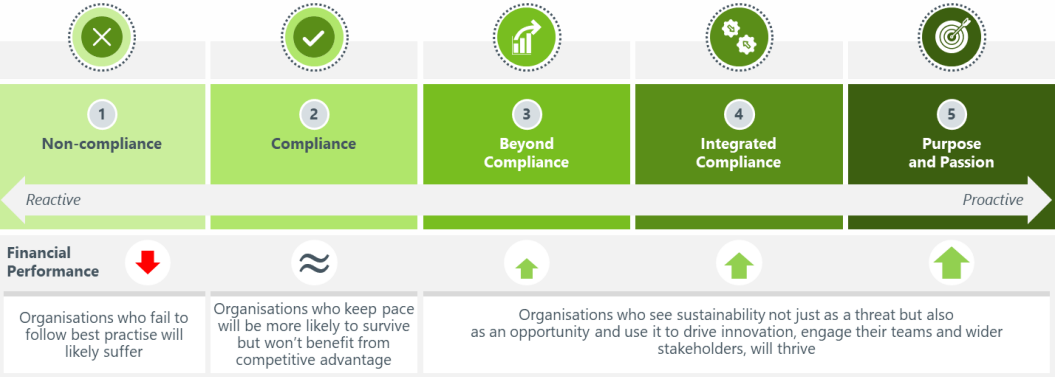 1
Non-compliance
2
Compliance
3
Beyond
Compliance
4
Integrated
Compliance
5
Purpose
and Passion
Reactive
Proactive
Financial
Performance
Organisations who fail to
follow best practise will
likely suffer
Organisations who keep pace
will be more likely to survive
but won’t benefit from
competitive advantage
Organisations who see sustainability not just as a threat but also
as an opportunity and use it to drive innovation, engage their teams and wider
stakeholders, will thrive